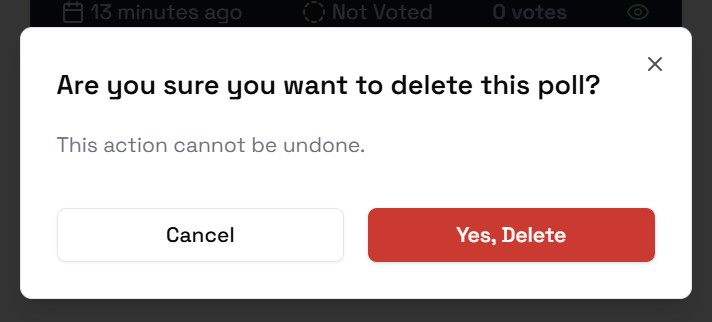 13 minutes ago Not Voted 0 votes
Are you sure you want to delete this poll?
This action cannot be undone.
Cancel Yes, Delete